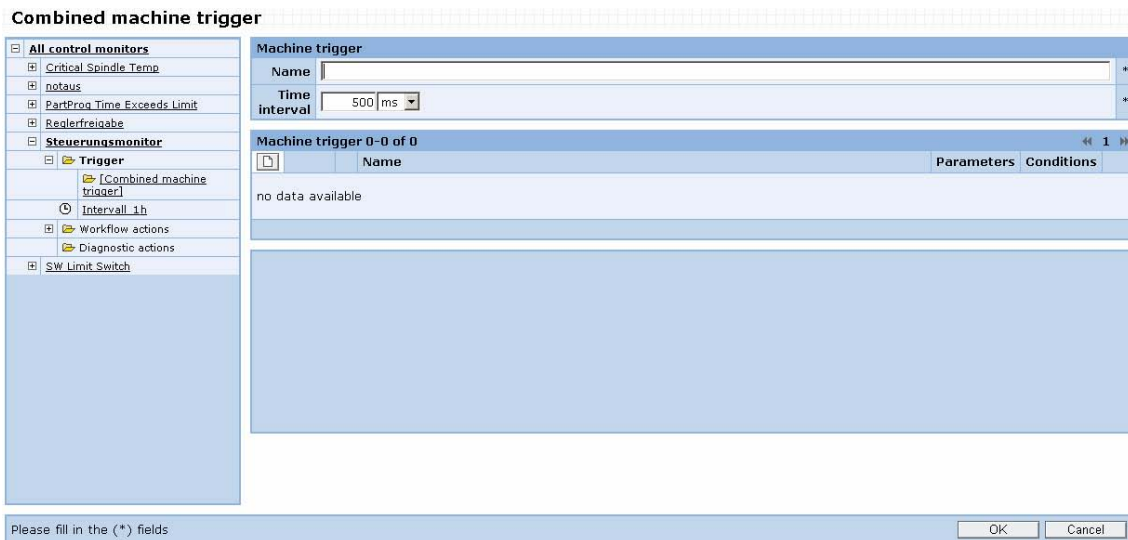 Combined machine trigger
All control monitors
Critical Spindle Temp
notaus
PartProg Time Exceeds Limit
Reglerfreigabe
Steuerungsmonitor
Trigger
[Combined machine
trigger]
Intervall_1h
Workflow actions
Diagnostic actions
SW Limit Switch
Machine trigger
Name *
Time
interval 500 ms *
Machine trigger 0-0 of 0 1
Name Parameters Conditions
no data available
Please fill in the (*) fields OK Cancel